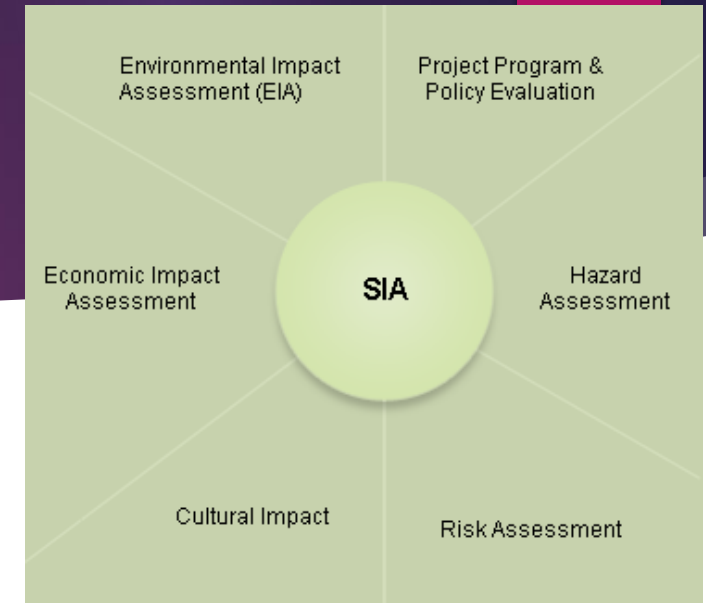 Environmental Impact
Assessment (EIA)
Project Program &
Policy Evaluation
Economic Impact
Assessment
SIA
Hazard
Assessment
Cultural Impact
Risk Assessment